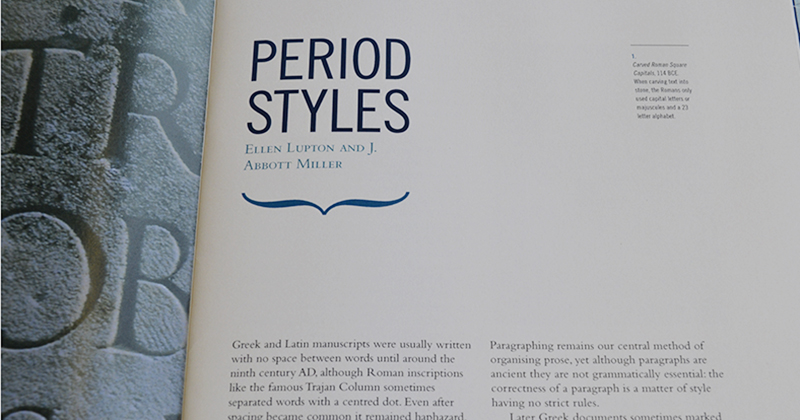 PERIOD
STYLES
ELLEN LUPTON AND J.
ABBOTT MILLER
1.
Carved Roman Square
Capitals, 114 BCE.
When carving text into
stone, the Romans only
used capital letters or
majuscules and a 23
letter alphabet.
TR
OB
Greek and Latin manuscripts were usually written
with no space between words until around the
ninth century AD, although Roman inscriptions
like the famous Trajan Column sometimes
separated words with a centred dot. Even after
spacing became common it remained haphazard.
Paragraphing remains our central method of
organising prose, yet although paragraphs are
ancient they are not grammatically essential: the
correctness of a paragraph is a matter of style
having no strict rules.
Later Greek documents sometimes marked